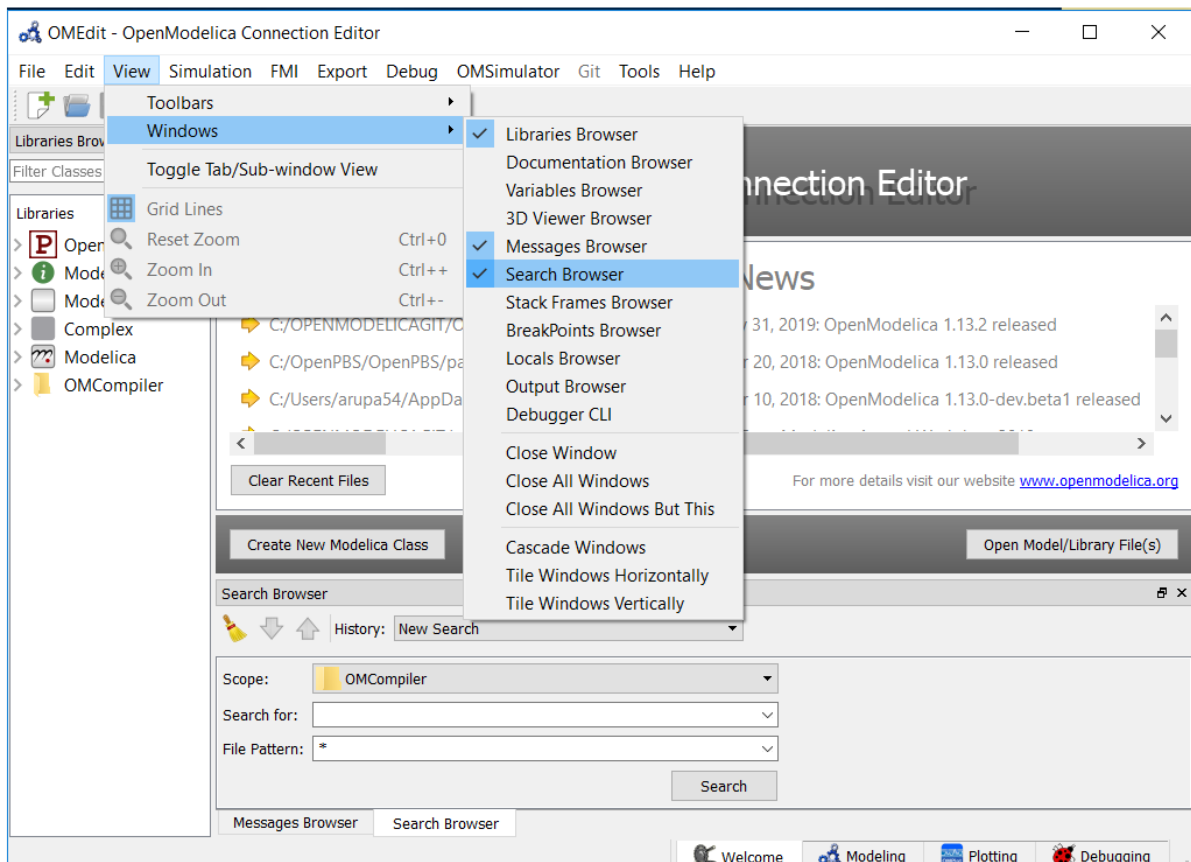 OMEdit - OpenModelica Connection Editor
File Edit View Simulation FMI Export Debug OMSimulator Git Tools Help
Toolbars
Windows
Toggle Tab/Sub-window View
Grid Lines
Reset Zoom Ctrl+0
Zoom In Ctrl++
Zoom Out Ctrl+-
Libraries Browser
Documentation Browser
Variables Browser
3D Viewer Browser
Messages Browser
Search Browser
Stack Frames Browser
BreakPoints Browser
Locals Browser
Output Browser
Debugger CLI
Close Window
Close All Windows
Close All Windows But This
Cascade Windows
Tile Windows Horizontally
Tile Windows Vertically
Libraries Brow
Filter Classes
Libraries
P Open
i Mode
Mode
Complex
Modelica
OMCompiler
nnection Editor
News
C:/OPENMODELICAGIT/O
C:/OpenPBS/OpenPBS/pa
C:/Users/arupa54/AppDa
31, 2019: OpenModelica 1.13.2 released
r 20, 2018: OpenModelica 1.13.0 released
r 10, 2018: OpenModelica 1.13.0-dev.beta1 released
Clear Recent Files
For more details visit our website www.openmodelica.org
Create New Modelica Class
Open Model/Library File(s)
Search Browser
History: New Search
Scope: OMCompiler
Search for:
File Pattern: *
Search
Messages Browser Search Browser
Welcome Modeling Plotting Debugging